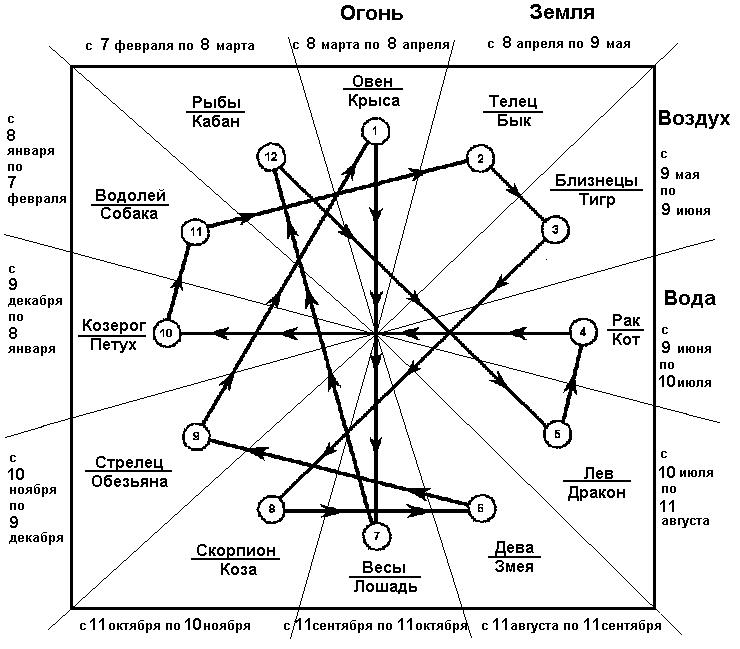 Огонь
Земля
с 7 февраля по 8 марта
с 8 марта по 8 апреля
с 8 апреля по 9 мая
Овен
Крыса
Рыбы
Кабан
Телец
Бык
Воздух
с
8
января
по
7
февраля
с
9 мая
по
9 июня
1
12
2
Близнецы
Тигр
Водолей
Собака
11
3
с
9
декабря
по
8
января
Вода
с
9 июня
по
10 июля
Козерог
Петух
10
4
Рак
Кот
9
5
с
10
ноября
по
9
декабря
Стрелец
Обезьяна
Лев
Дракон
с
10 июля
по
11
августа
8
6
7
Скорпион
Коза
Дева
Змея
Весы
Лошадь
с 11 октября по 10 ноября
с 11 сентября по 11 октября
с 11 августа по 11 сентября